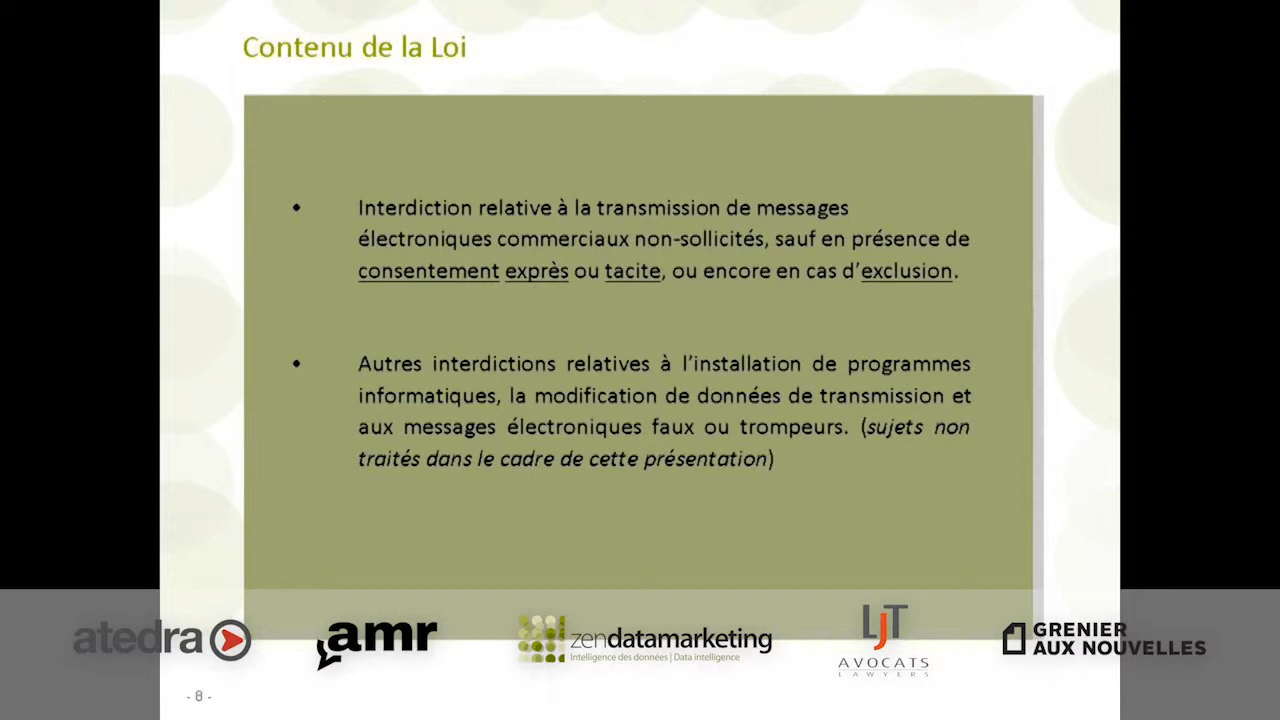 Contenu de la Loi
• Interdiction relative à la transmission de messages
électroniques commerciaux non-sollicités, sauf en présence de
consentement exprès ou tacite, ou encore en cas d’exclusion.
• Autres interdictions relatives à l’installation de programmes
informatiques, la modification de données de transmission et
aux messages électroniques faux ou trompeurs. (sujets non
traités dans le cadre de cette présentation)
atedra
amr
zendatamarketing
Intelligence des données | Data intelligence
LJT
AVOCATS
LAWYERS
GRENIER
AUX NOUVELLES
- 8 -